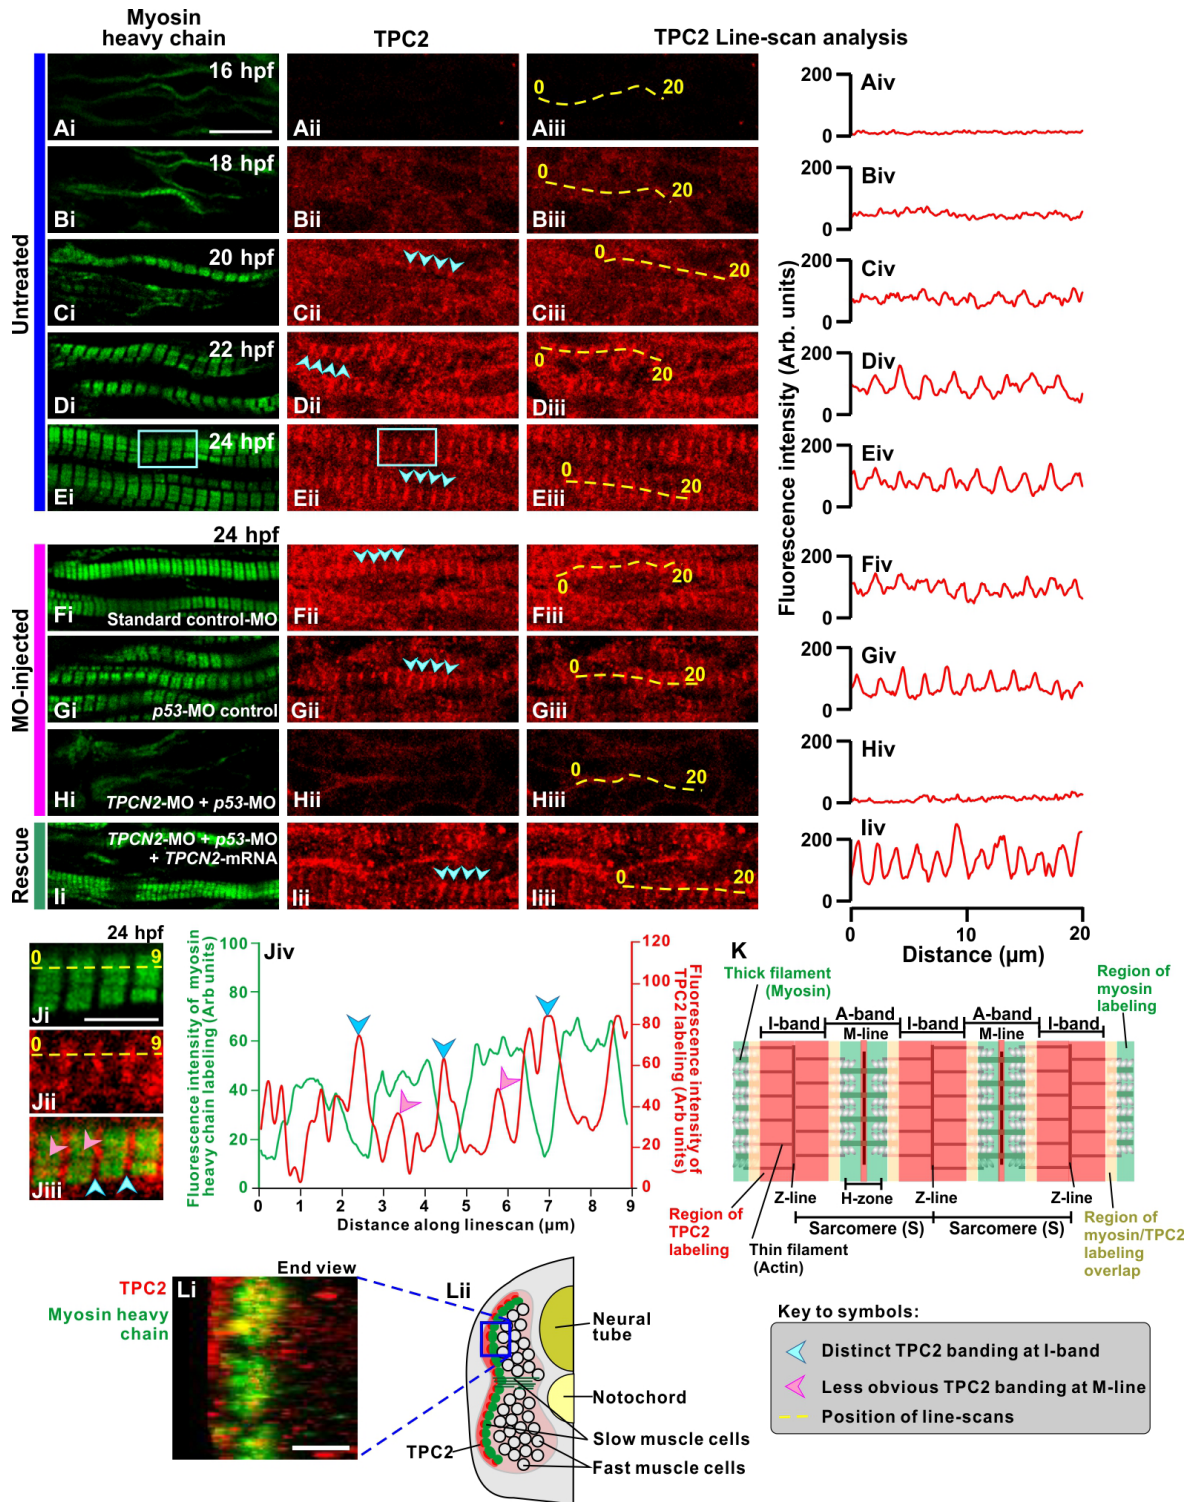 Myosin
heavy chain
TPC2
TPC2 Line-scan analysis
Untreated
16 hpf
Ai
Aii
0
20
Aiii
200
0
Aiv
18 hpf
Bi
Bii
0
20
Biii
200
0
Biv
20 hpf
Ci
Cii
0
20
Ciii
200
0
Civ
22 hpf
Di
Dii
0
20
Diii
200
0
Div
24 hpf
Ei
Eii
0
20
Eiii
200
0
Eiv
Fluorescence intensity (Arb. units)
MO-injected
24 hpf
Fi
Standard control-MO
Fii
0
20
Fiii
200
0
Fiv
Gi
p53-MO control
Gii
0
20
Giii
200
0
Giv
Hi
TPCN2-MO + p53-MO
Hii
0
20
Hiii
200
0
Hiv
Rescue
TPCN2-MO + p53-MO
+ TPCN2-mRNA
Ii
Iii
0
20
Iiii
200
0
Iiv
0
10
20
Distance (µm)
24 hpf
0
9
Ji
0
9
Jii
Jiii
Jiv
Fluorescence intensity of myosin
heavy chain labeling (Arb units)
100
80
60
40
20
0
0 1 2 3 4 5 6 7 8 9
Distance along linescan (µm)
120
100
80
60
40
20
0
Fluorescence intensity of
TPC2 labeling (Arb units)
K
Thick filament
(Myosin)
Region of
myosin
labeling
I-band
A-band
M-line
I-band
A-band
M-line
I-band
Z-line
H-zone
Z-line
Z-line
Sarcomere (S)
Sarcomere (S)
Region of
TPC2
labeling
Thin filament
(Actin)
Region of
myosin/TPC2
labeling
overlap
TPC2
Myosin heavy
chain
Li
End view
Lii
Neural
tube
Notochord
Slow muscle cells
TPC2
Fast muscle cells
Key to symbols:
Distinct TPC2 banding at I-band
Less obvious TPC2 banding at M-line
Position of line-scans